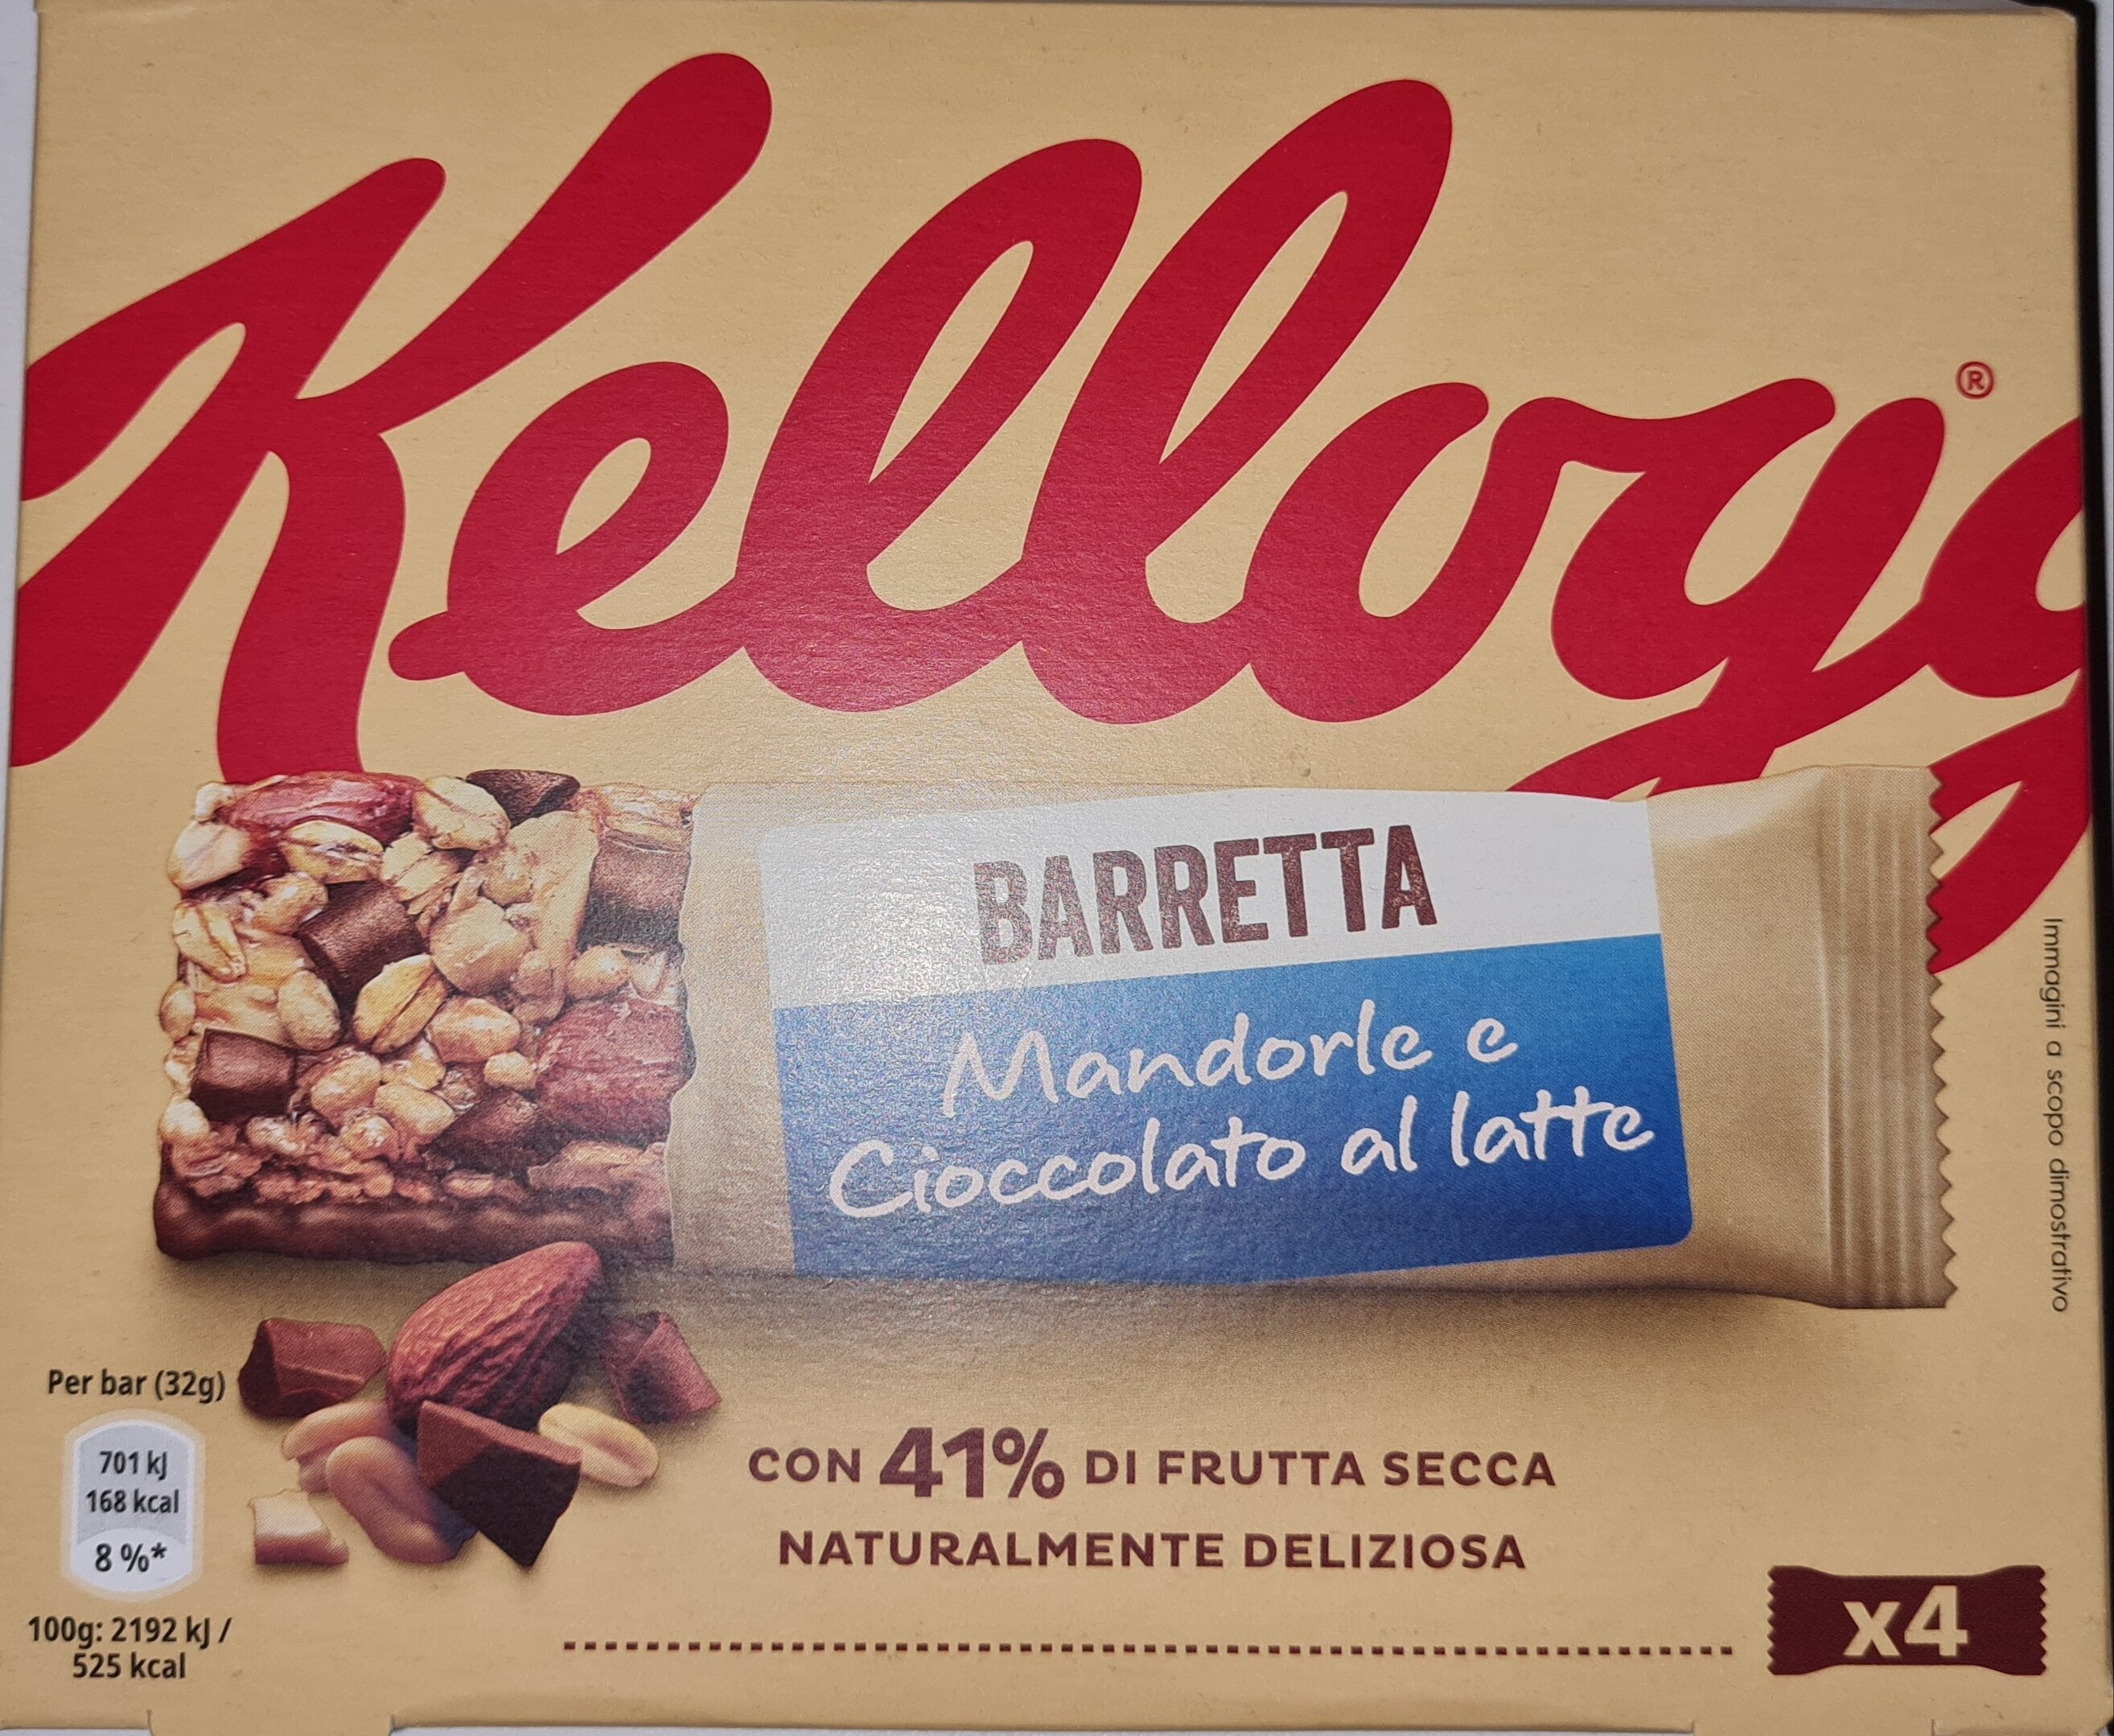 Kellogg
®
BARRETTA
Mandorle e
Cioccolato al latte
Immagini a scopo dimostrativo
Per bar (32g)
701 kJ
168 kcal
8 %*
100g: 2192 kJ /
525 kcal
CON 41% DI FRUTTA SECCA
NATURALMENTE DELIZIOSA
x4